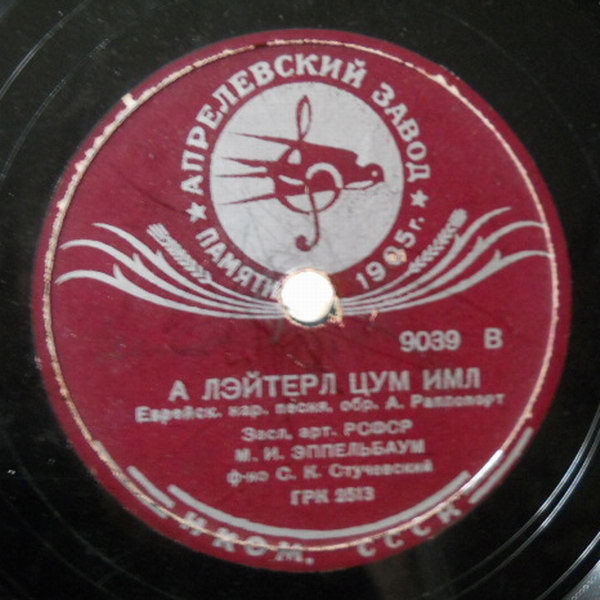 ★ АПРЕЛЕВСКИЙ ЗАВОД ★
ПАМЯТИ 1905 г.
9039 В
А ЛЭЙТЕРЛ ЦУМ ИМЛ
Еврейск. нар. песня, обр. А. Раппопорт
Засл. арт. РСФСР
М. И. ЭППЕЛЬБАУМ
ф-но С. К. Стучевский
ГРК 2513
НКОМ. СССР